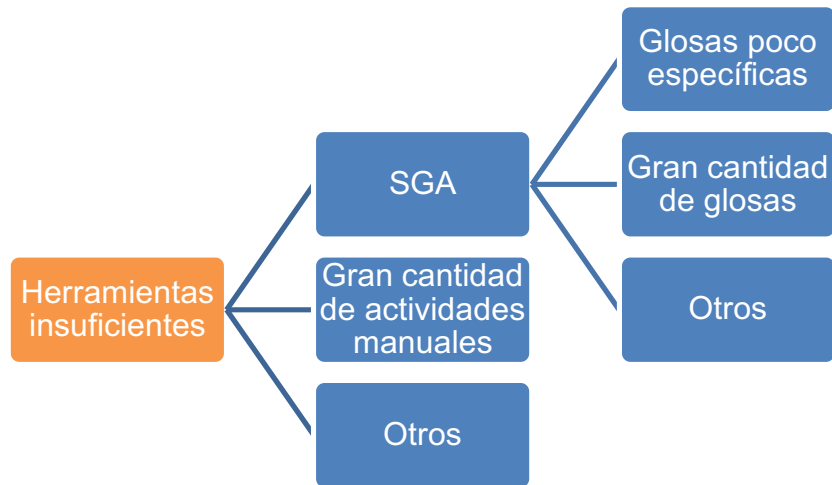 Herramientas
insuficientes
SGA
Gran cantidad
de actividades
manuales
Otros
Glosas poco
específicas
Gran cantidad
de glosas
Otros